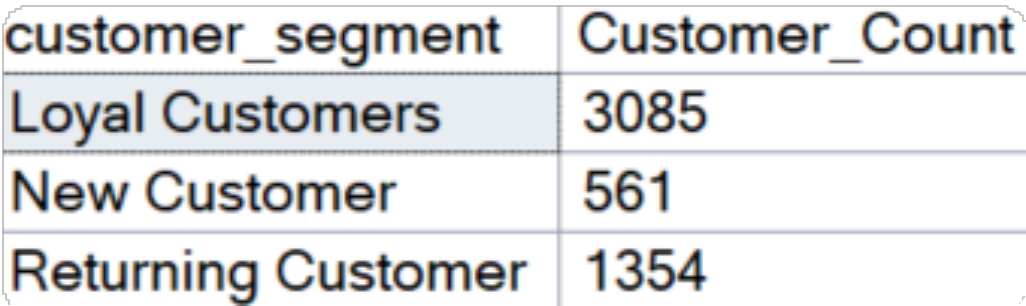 customer_segment Customer_Count
Loyal Customers 3085
New Customer 561
Returning Customer 1354